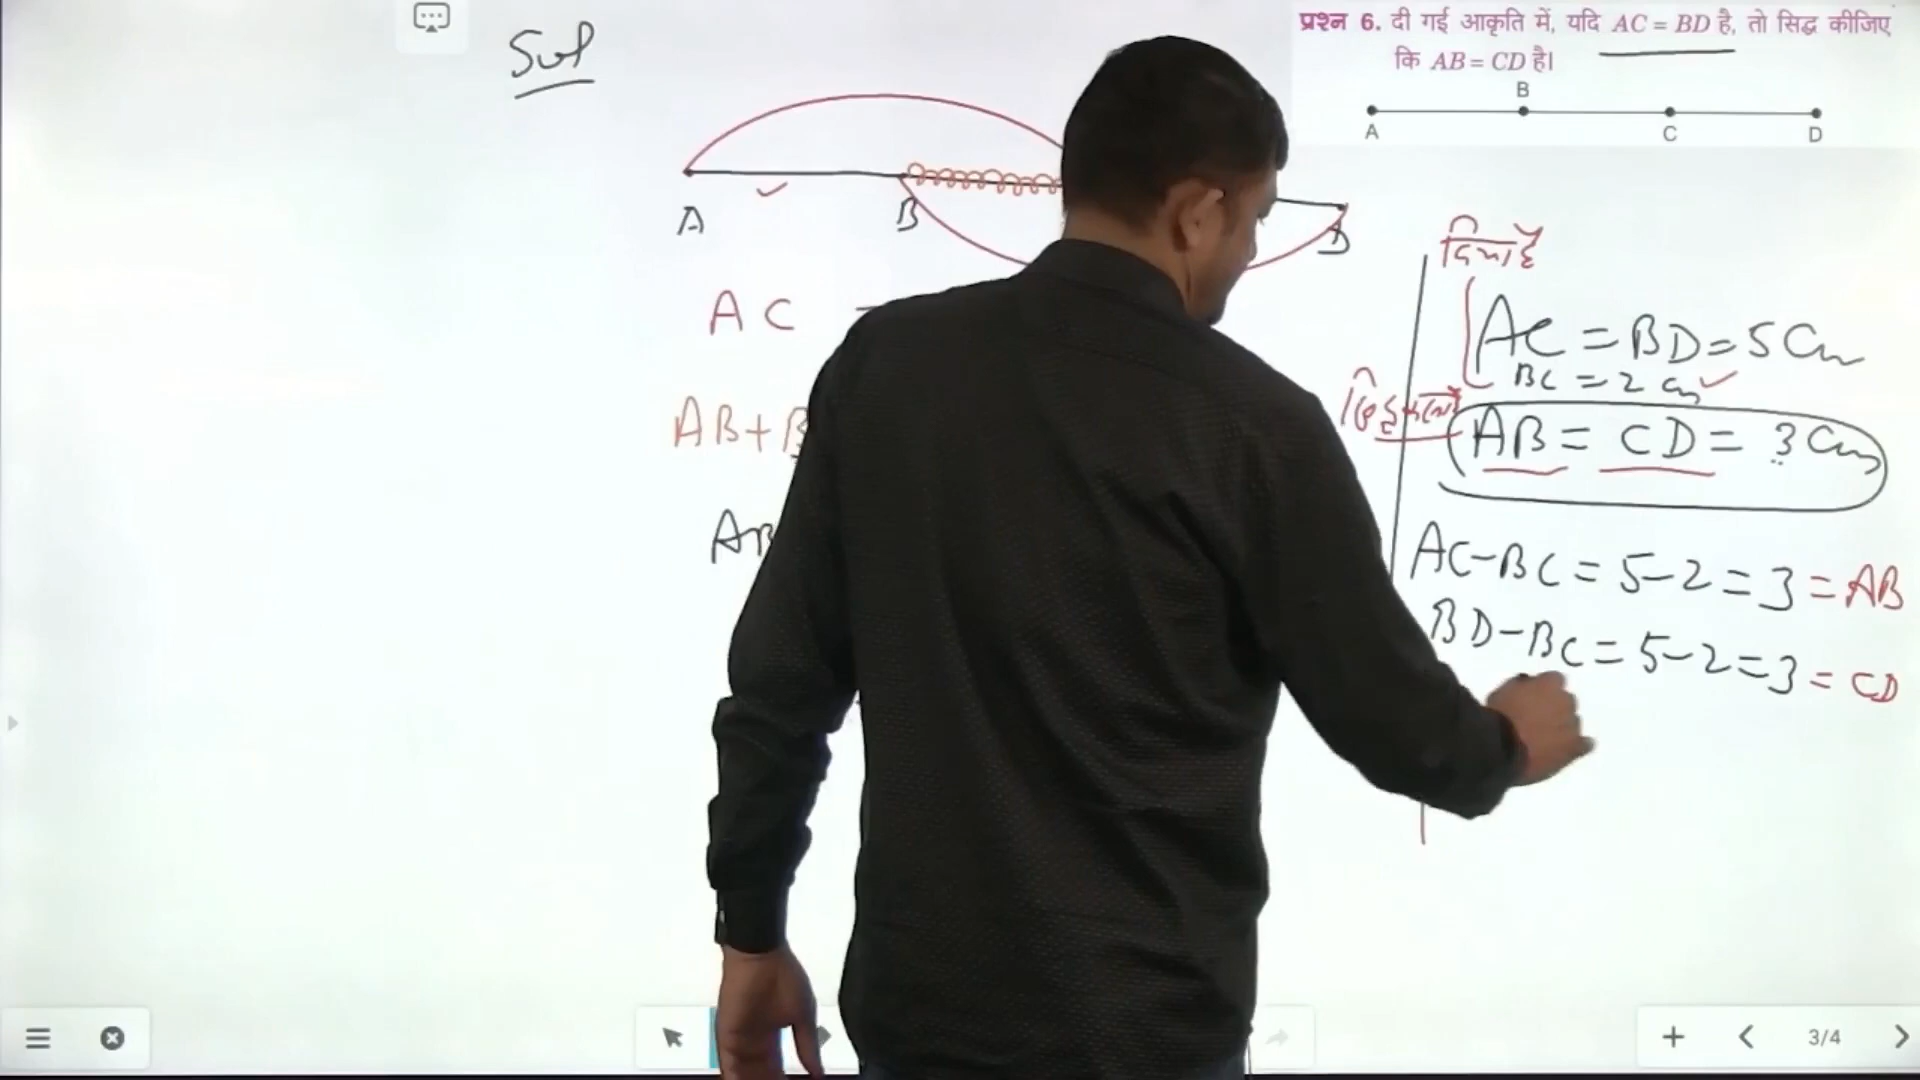 Sol
प्रश्न 6. दी गई आकृति में, यदि AC = BD है, तो सिद्ध कीजिए
कि AB = CD है।
B
A C D
A B D
AC
AB+B
AB
दिया है
AC = BD = 5 Cm
BC = 2 cm
AB = CD = 3 Cm
AC-BC = 5-2 = 3 = AB
BD-BC = 5-2 = 3 = CD
3/4